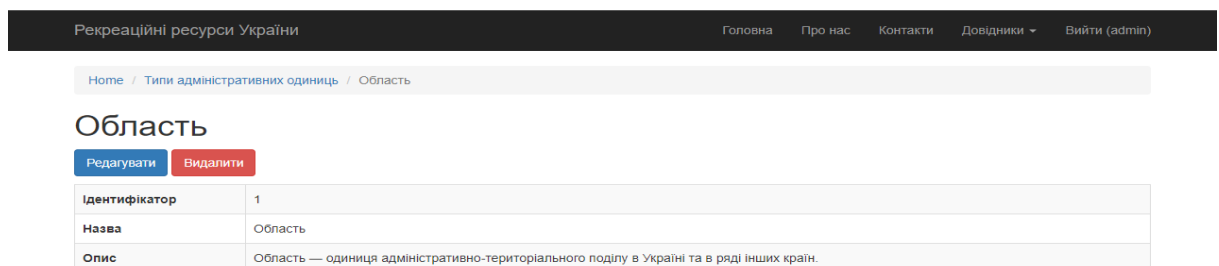 Рекреаційні ресурси України Головна Про нас Контакти Довідники Вийти (admin)
Home / Типи адміністративних одиниць / Область
Область
Редагувати Видалити
Ідентифікатор 1
Назва Область
Опис Область — одиниця адміністративно-територіального поділу в Україні та в ряді інших країн.